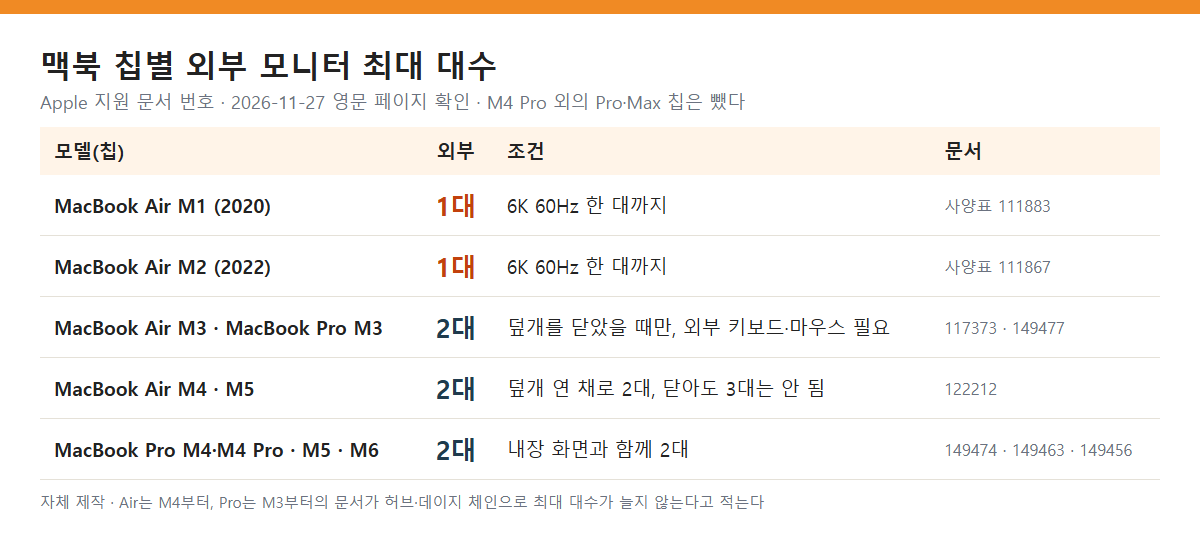 맥북 칩별 외부 모니터 최대 대수
Apple 지원 문서 번호 · 2026-11-27 영문 페이지 확인 · M4 Pro 외의 Pro·Max 칩은 뺐다
모델(칩) 외부 조건 문서
MacBook Air M1 (2020) 1대 6K 60Hz 한 대까지 사양표 111883
MacBook Air M2 (2022) 1대 6K 60Hz 한 대까지 사양표 111867
MacBook Air M3 · MacBook Pro M3 2대 덮개를 닫았을 때만, 외부 키보드·마우스 필요 117373 · 149477
MacBook Air M4 · M5 2대 덮개 연 채로 2대, 닫아도 3대는 안 됨 122212
MacBook Pro M4·M4 Pro · M5 · M6 2대 내장 화면과 함께 2대 149474 · 149463 · 149456
자체 제작 · Air는 M4부터, Pro는 M3부터의 문서가 허브·데이지 체인으로 최대 대수가 늘지 않는다고 적는다